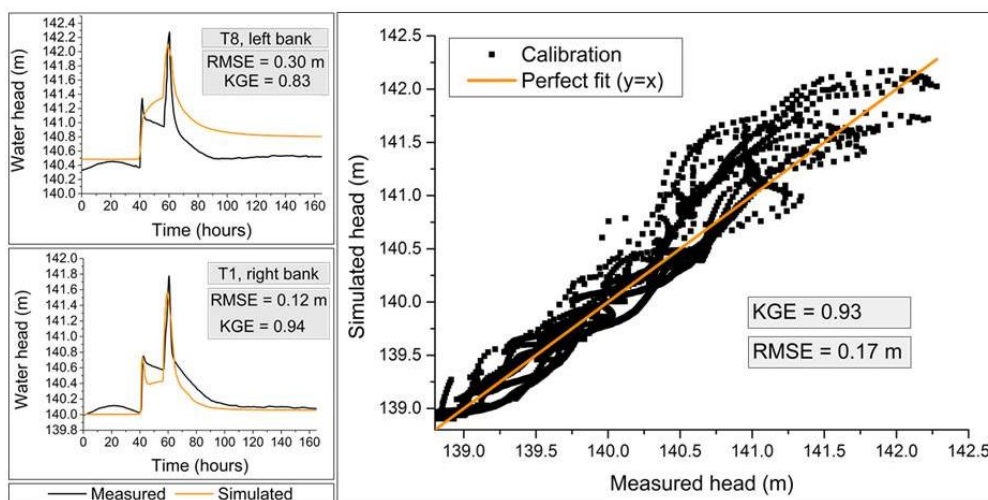 142.4
142.2
142.0
141.8
141.6
141.4
141.2
141.0
140.8
140.6
140.4
140.2
140.0
Water head (m)
T8, left bank
RMSE = 0.30 m
KGE = 0.83
0 20 40 60 80 100 120 140 160
Time (hours)
142.0
141.8
141.6
141.4
141.2
141.0
140.8
140.6
140.4
140.2
140.0
139.8
Water head (m)
T1, right bank
RMSE = 0.12 m
KGE = 0.94
0 20 40 60 80 100 120 140 160
Time (hours)
Measured Simulated
142.5
142.0
141.5
141.0
140.5
140.0
139.5
139.0
Simulated head (m)
Calibration
Perfect fit (y=x)
KGE = 0.93
RMSE = 0.17 m
139.0 139.5 140.0 140.5 141.0 141.5 142.0 142.5
Measured head (m)